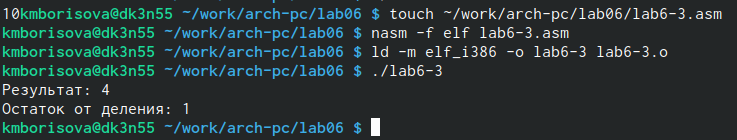 10kmborisova@dk3n55 ~/work/arch-pc/lab06 $ touch ~/work/arch-pc/lab06/lab6-3.asm
kmborisova@dk3n55 ~/work/arch-pc/lab06 $ nasm -f elf lab6-3.asm
kmborisova@dk3n55 ~/work/arch-pc/lab06 $ ld -m elf_i386 -o lab6-3 lab6-3.o
kmborisova@dk3n55 ~/work/arch-pc/lab06 $ ./lab6-3
Результат: 4
Остаток от деления: 1
kmborisova@dk3n55 ~/work/arch-pc/lab06 $